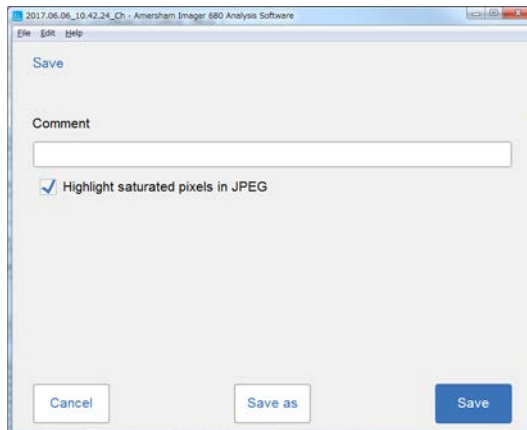 2017.06.06_10.42.24_Ch - Amersham Imager 680 Analysis Software
File Edit Help
Save
Comment
Highlight saturated pixels in JPEG
Cancel Save as Save